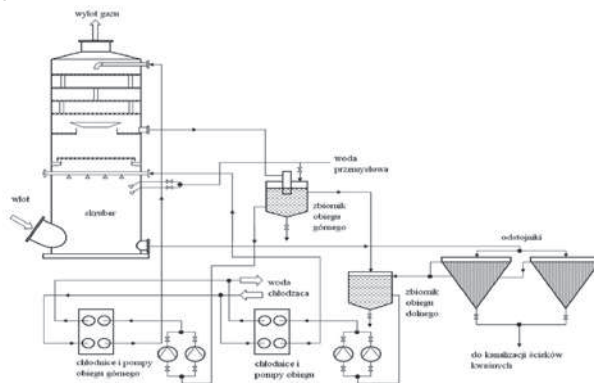 wylot gazu
woda
przemysłowa
wlot
skruber
zbiornik
obiegu
górnego
odstojniki
woda
chłodząca
zbiornik
obiegu
dolnego
chłodnice i pompy
obiegu górnego
chłodnice i
pompy obiegu
do kanalizacji ścieków
kwaśnych